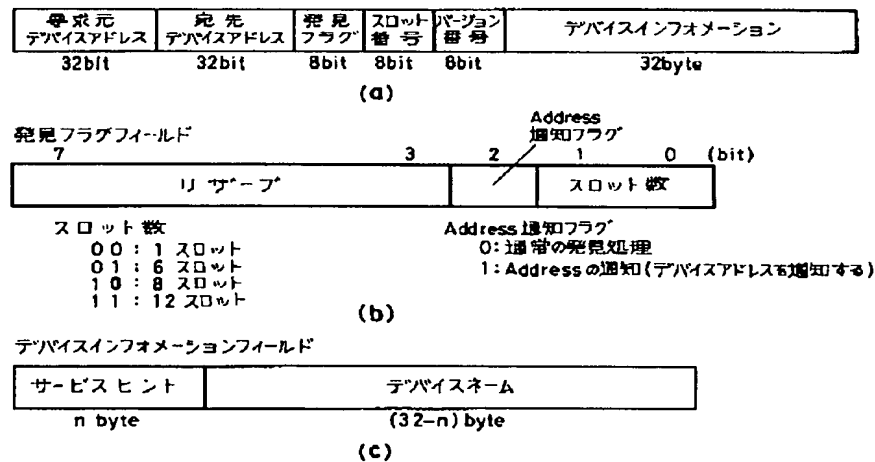 要求元 宛先 発見 スロット バージョン デバイスインフォメーション
デバイスアドレス デバイスアドレス フラグ 番号 番号
32bit 32bit 8bit 8bit 8bit 32byte
(a)
Address
通知フラグ
発見フラグフィールド
7 3 2 1 0 (bit)
リザーブ スロット数
スロット数
00:1スロット
01:6スロット
10:8スロット
11:12スロット
Address通知フラグ
0:通常の発見処理
1:Addressの通知(デバイスアドレスを通知する)
(b)
デバイスインフォメーションフィールド
サービスヒント デバイスネーム
n byte (32-n)byte
(c)